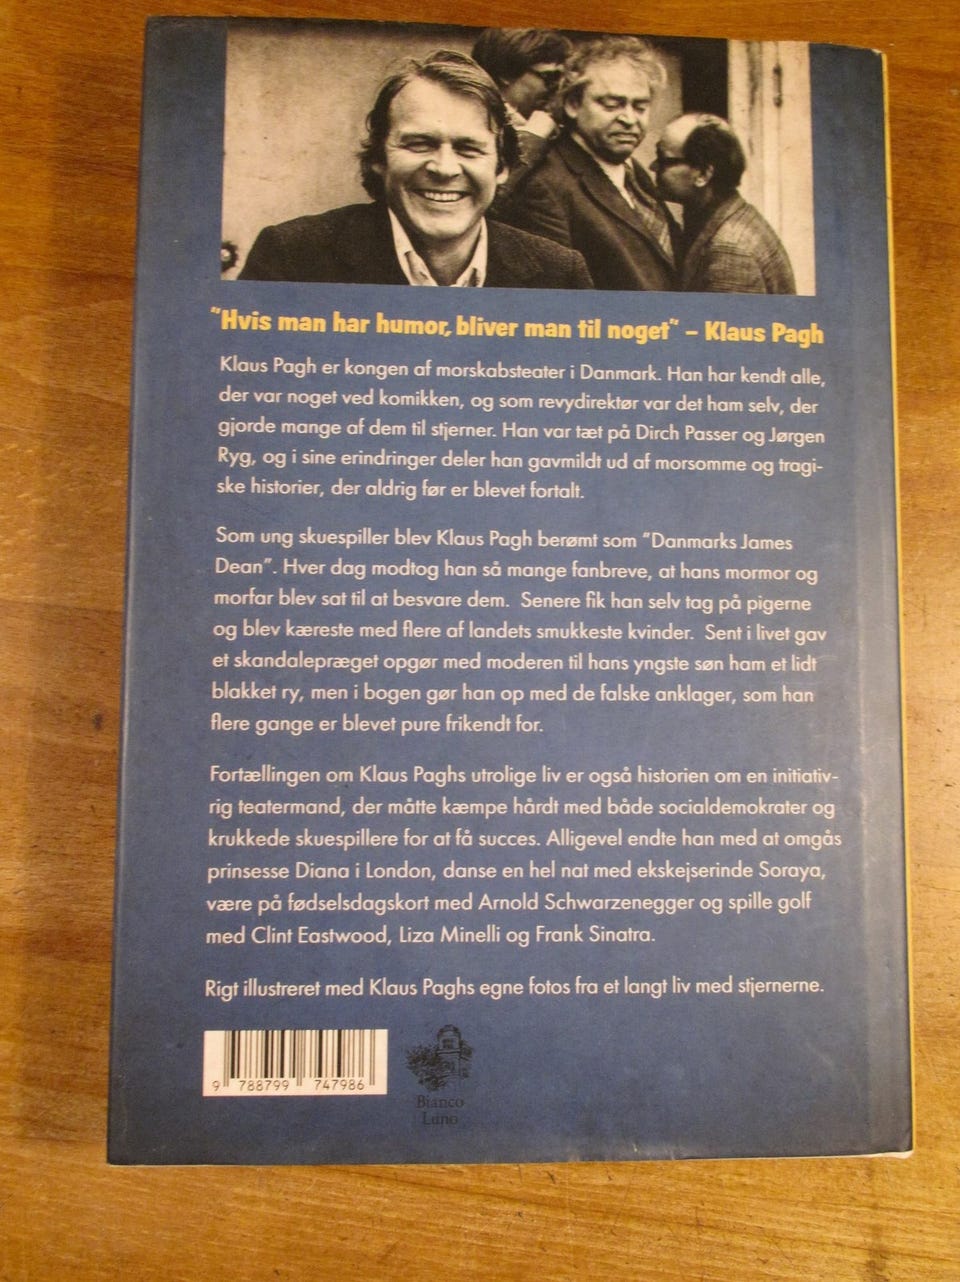 "Hvis man har humor, bliver man til noget" – Klaus Pagh
Klaus Pagh er kongen af morskabsteater i Danmark. Han har kendt alle,
der var noget ved komikken, og som revydirektør var det ham selv, der
gjorde mange af dem til stjerner. Han var tæt på Dirch Passer og Jørgen
Ryg, og i sine erindringer deler han gavmildt ud af morsomme og tragi-
ske historier, der aldrig før er blevet fortalt.
Som ung skuespiller blev Klaus Pagh berømt som "Danmarks James
Dean". Hver dag modtog han så mange fanbreve, at hans mormor og
morfar blev sat til at besvare dem. Senere fik han selv tag på pigerne
og blev kæreste med flere af landets smukkeste kvinder. Sent i livet gav
et skandalepræget opgør med moderen til hans yngste søn ham et lidt
blakket ry, men i bogen gør han op med de falske anklager, som han
flere gange er blevet pure frikendt for.
Fortællingen om Klaus Paghs utrolige liv er også historien om en initiativ-
rig teatermand, der måtte kæmpe hårdt med både socialdemokrater og
krukkede skuespillere for at få succes. Alligevel endte han med at omgås
prinsesse Diana i London, danse en hel nat med ekskejserinde Soraya,
være på fødselsdagskort med Arnold Schwarzenegger og spille golf
med Clint Eastwood, Liza Minelli og Frank Sinatra.
Rigt illustreret med Klaus Paghs egne fotos fra et langt liv med stjernerne.
9 788799 747986
Bianco
Luno